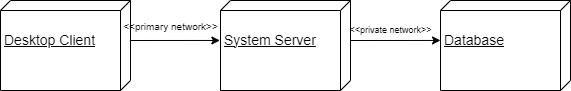 <<primary network>>
<<private network>>
Desktop Client
System Server
Database